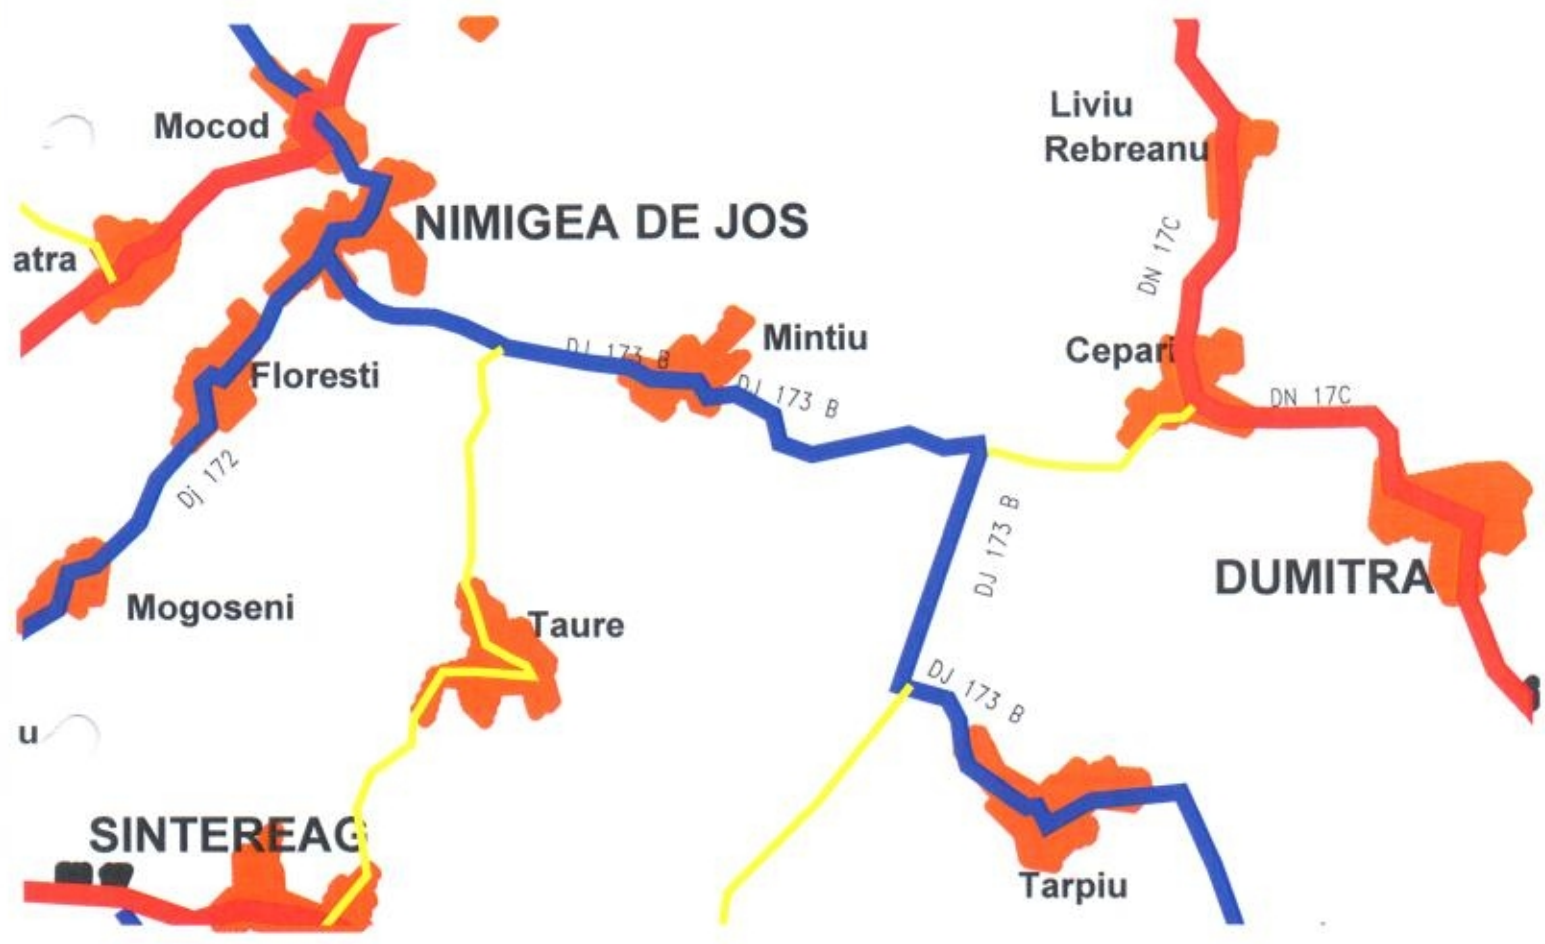 Liviu
Rebreanu
Mocod
NIMIGEA DE JOS
DN 17C
atra
Mintiu
DJ 173 B
Cepari
Floresti
DJ 173 B
DN 17C
Dj 172
DJ 173 B
DUMITRA
Mogoseni
Taure
DJ 173 B
u
SINTEREAG
Tarpiu